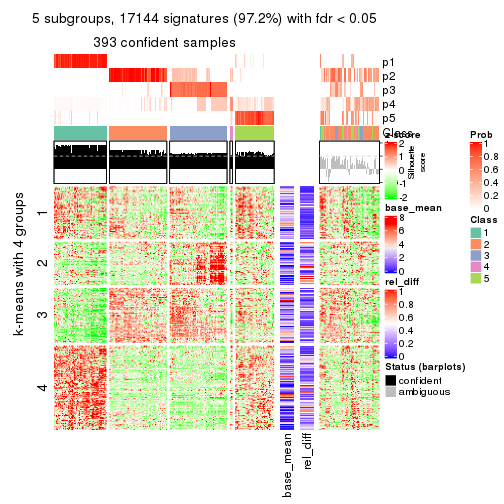 5 subgroups, 17144 signatures (97.2%) with fdr < 0.05
393 confident samples
p1
p2
p3
p4
p5
Class
Silhouette
score
k-means with 4 groups
1
2
3
4
base_mean
rel_diff
z-score
2
1
0
-1
-2
base_mean
8
6
4
2
0
rel_diff
1
0.8
0.6
0.4
0.2
0
Status (barplots)
confident
ambiguous
Prob
1
0.8
0.6
0.4
0.2
0
Class
1
2
3
4
5